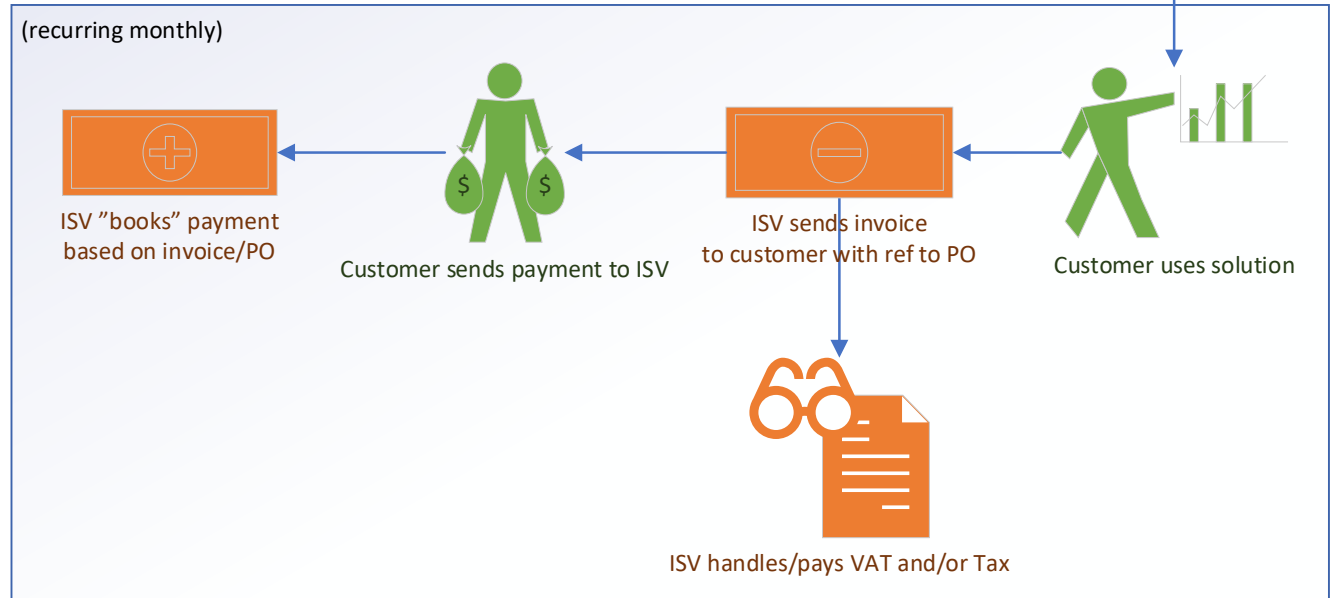 (recurring monthly)
$ $
ISV ”books” payment
based on invoice/PO
Customer sends payment to ISV
ISV sends invoice
to customer with ref to PO
Customer uses solution
ISV handles/pays VAT and/or Tax